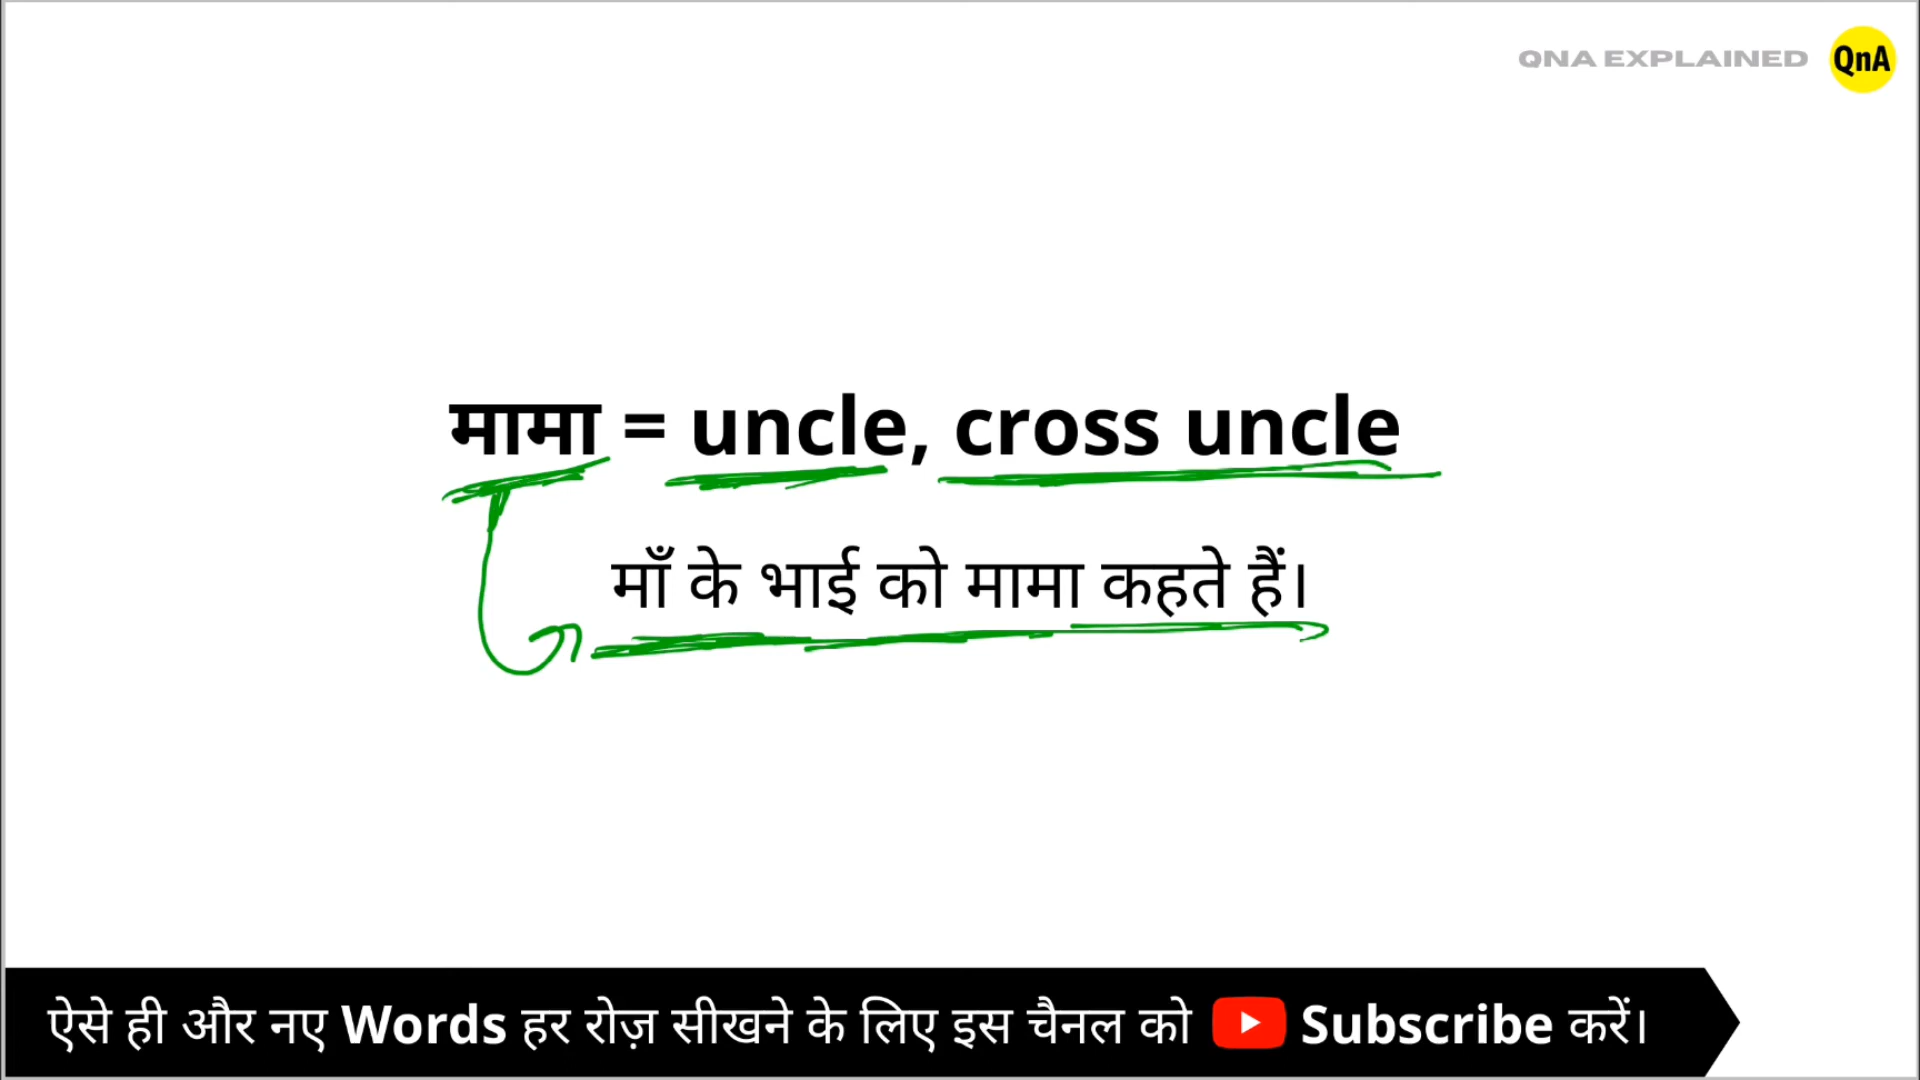 QNA EXPLAINED QnA
मामा = uncle, cross uncle
माँ के भाई को मामा कहते हैं।
ऐसे ही और नए Words हर रोज़ सीखने के लिए इस चैनल को Subscribe करें।